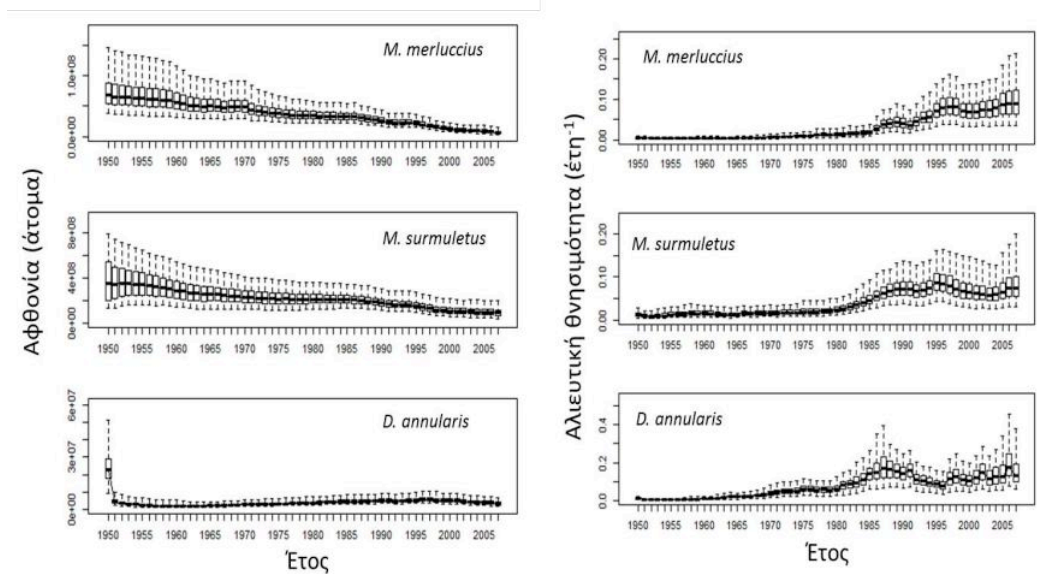 Αφθονία (άτομα)
M. merluccius
0.0e+00 1.0e+08
1950 1955 1960 1965 1970 1975 1980 1985 1990 1995 2000 2005
M. surmuletus
0e+00 4e+08 8e+08
1950 1955 1960 1965 1970 1975 1980 1985 1990 1995 2000 2005
D. annularis
0e+00 3e+07 6e+07
1950 1955 1960 1965 1970 1975 1980 1985 1990 1995 2000 2005
Έτος
Αλιευτική θνησιμότητα (έτη⁻¹)
M. merluccius
0.00 0.10 0.20
1950 1955 1960 1965 1970 1975 1980 1985 1990 1995 2000 2005
M. surmuletus
0.00 0.10 0.20
1950 1955 1960 1965 1970 1975 1980 1985 1990 1995 2000 2005
D. annularis
0.0 0.2 0.4
1950 1955 1960 1965 1970 1975 1980 1985 1990 1995 2000 2005
Έτος